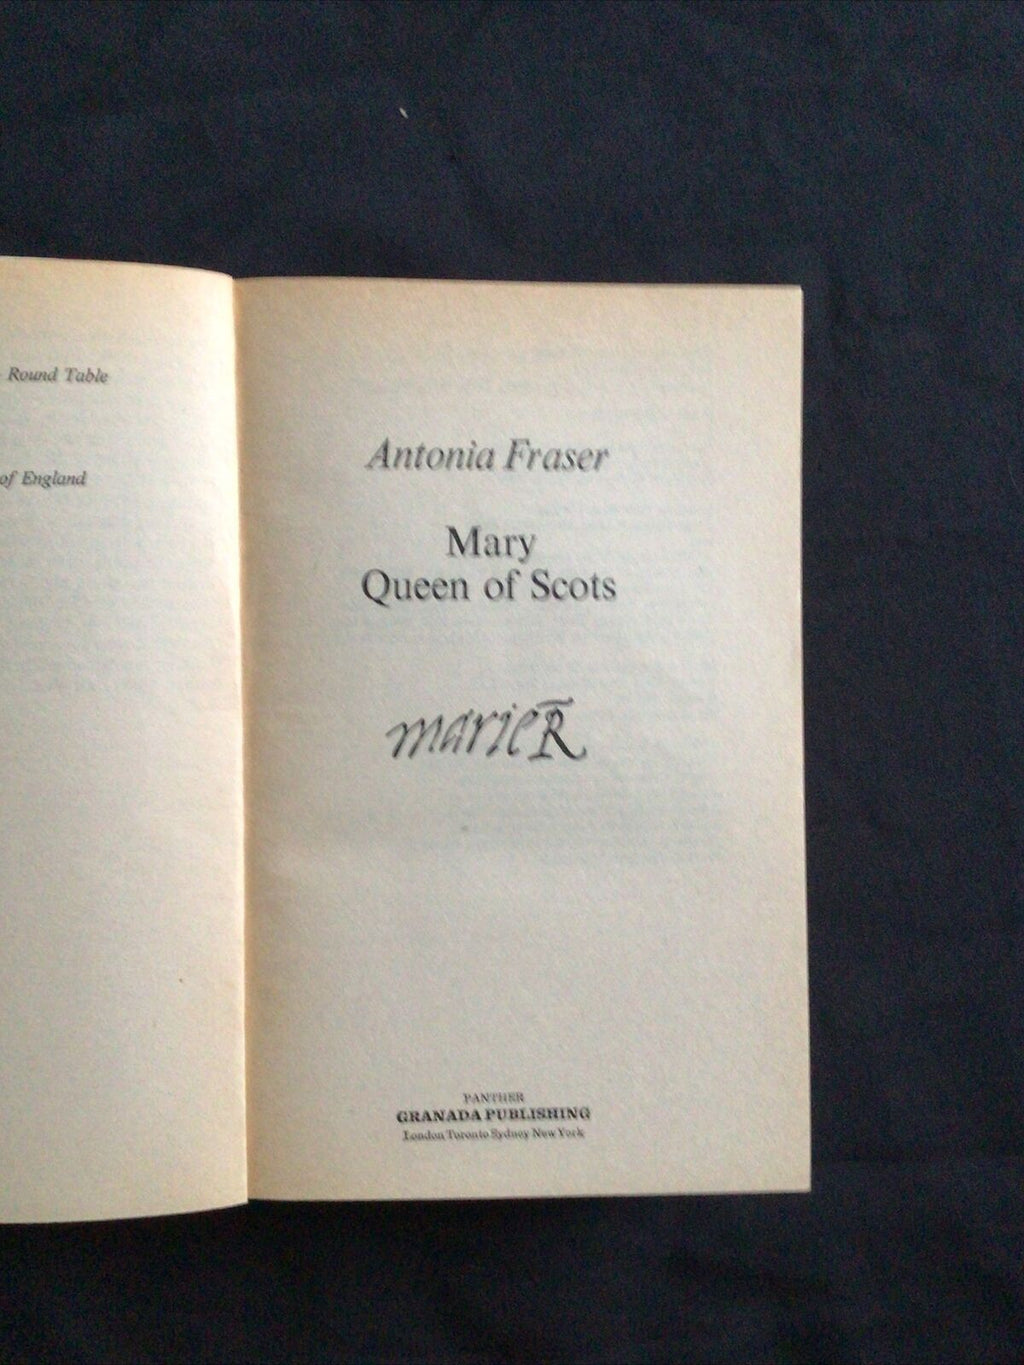 Round Table
of England
Antonia Fraser
Mary
Queen of Scots
marieR
PANTHER
GRANADA PUBLISHING
London Toronto Sydney New York